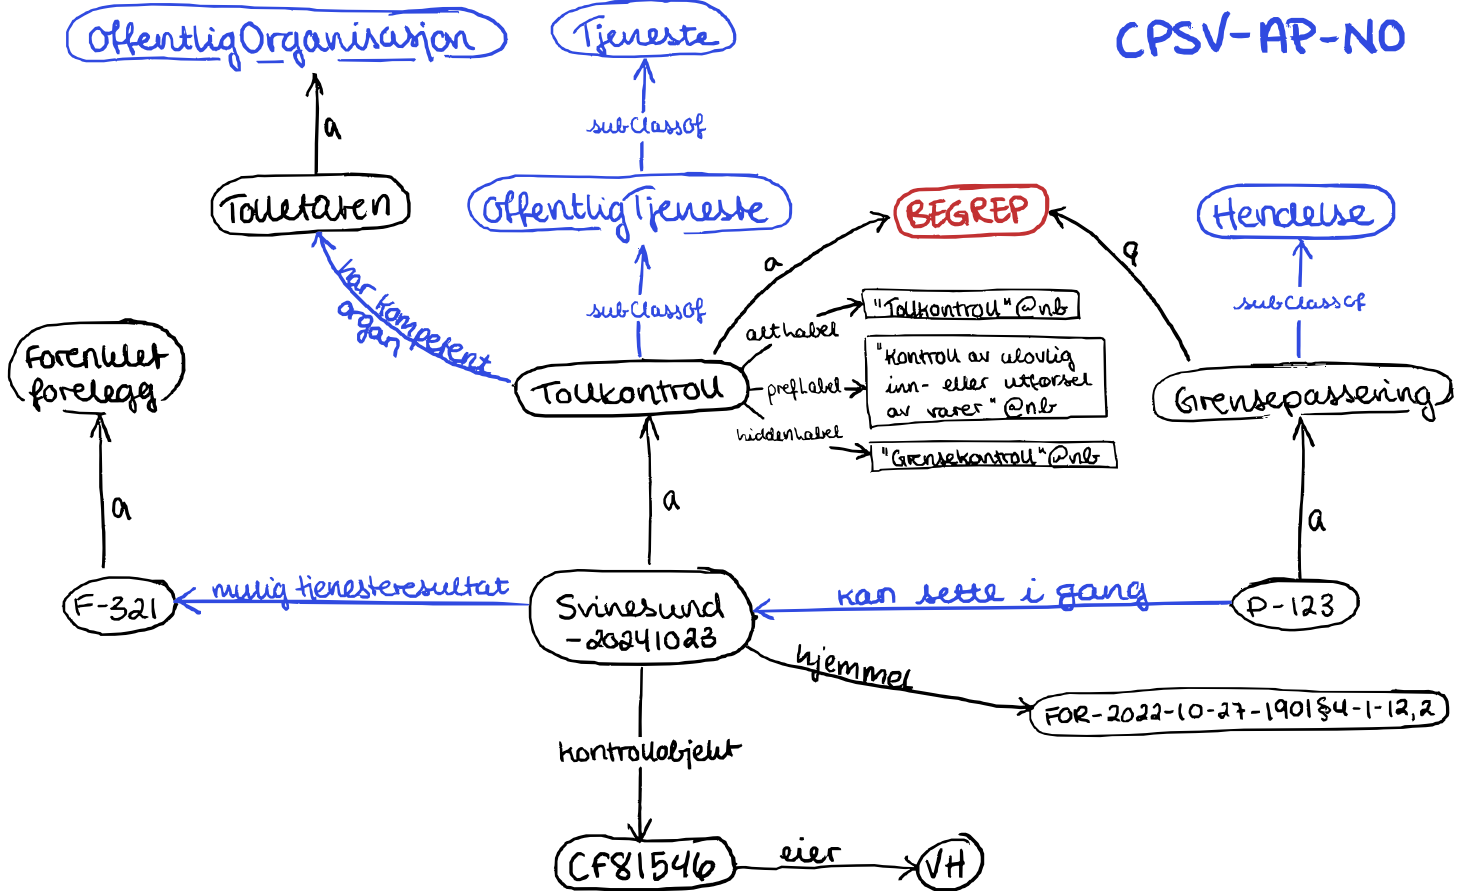 OffentligOrganisasjon
Tjeneste
CPSV-AP-NO
a
subClassOf
Tolletaten
OffentligTjeneste
BEGREP
Hendelse
a
a
har kompetent
organ
subClassOf
altLabel
"Tollkontroll"@nb
subClassOf
Forenklet
forelegg
Tollkontroll
prefLabel
"Kontroll av ulovlig
inn- eller utførsel
av varer"@nb
Grensepassering
hiddenLabel
"Grensekontroll"@nb
a
a
a
F-321
mulig tjenesteresultat
Svinesund
-20241023
kan sette i gang
P-123
hjemmel
FOR-2022-10-27-1901§4-1-12,2
kontrollobjekt
CF81546
eier
VH